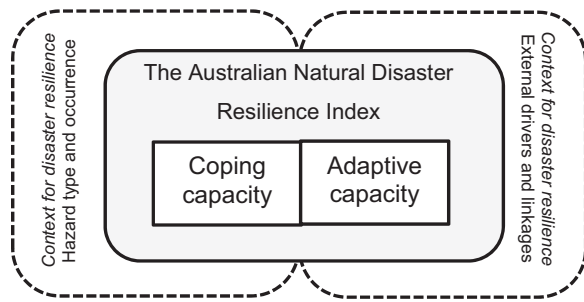 Context for disaster resilience
Hazard type and occurrence
The Australian Natural Disaster
Resilience Index
Coping
capacity
Adaptive
capacity
Context for disaster resilience
External drivers and linkages